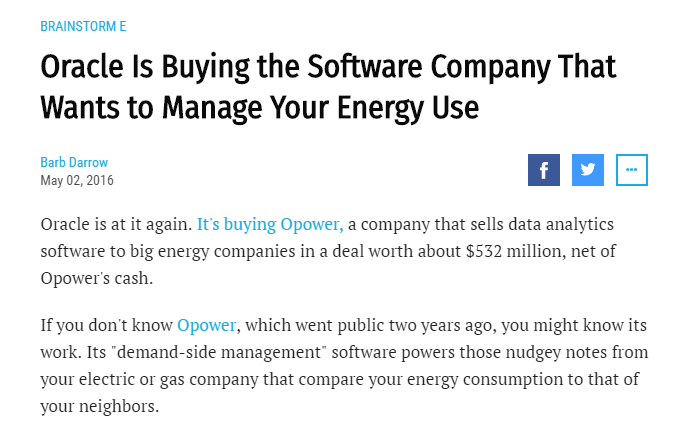 BRAINSTORM E
Oracle Is Buying the Software Company That
Wants to Manage Your Energy Use
Barb Darrow
May 02, 2016
Oracle is at it again. It's buying Opower, a company that sells data analytics
software to big energy companies in a deal worth about $532 million, net of
Opower's cash.
If you don't know Opower, which went public two years ago, you might know its
work. Its "demand-side management" software powers those nudgey notes from
your electric or gas company that compare your energy consumption to that of
your neighbors.